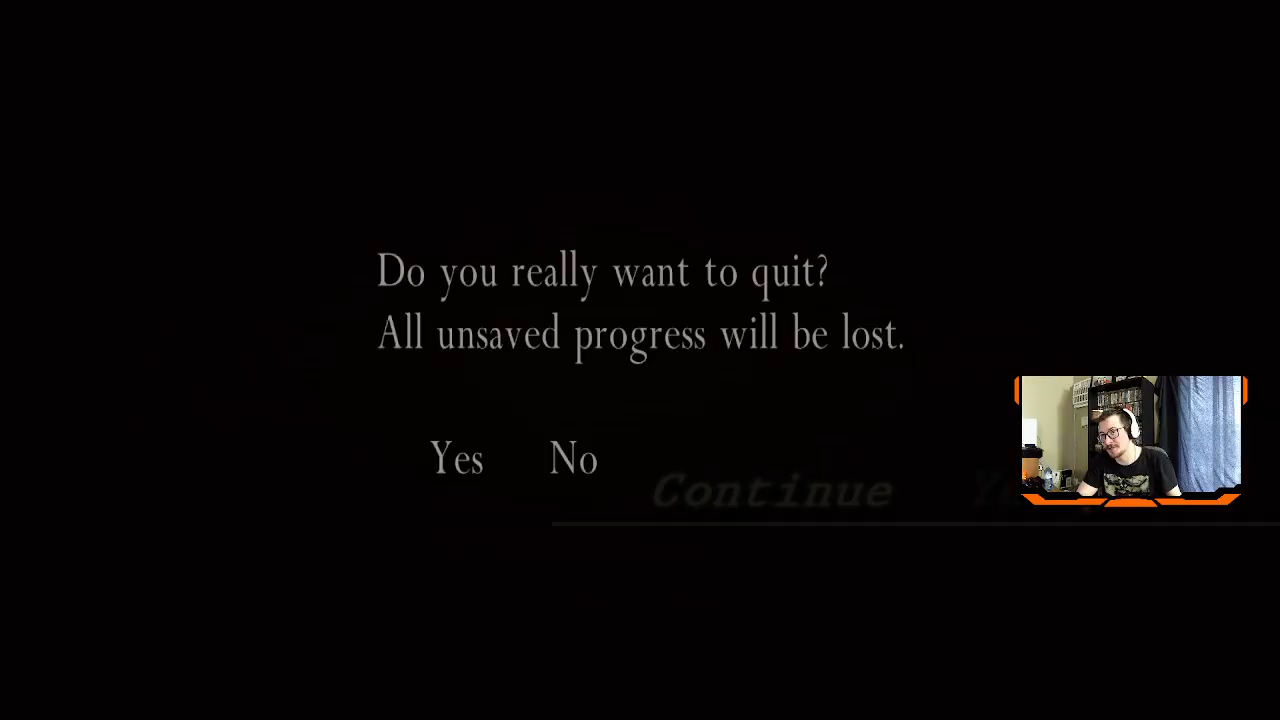 Do you really want to quit?
All unsaved progress will be lost.
Yes No
Continue